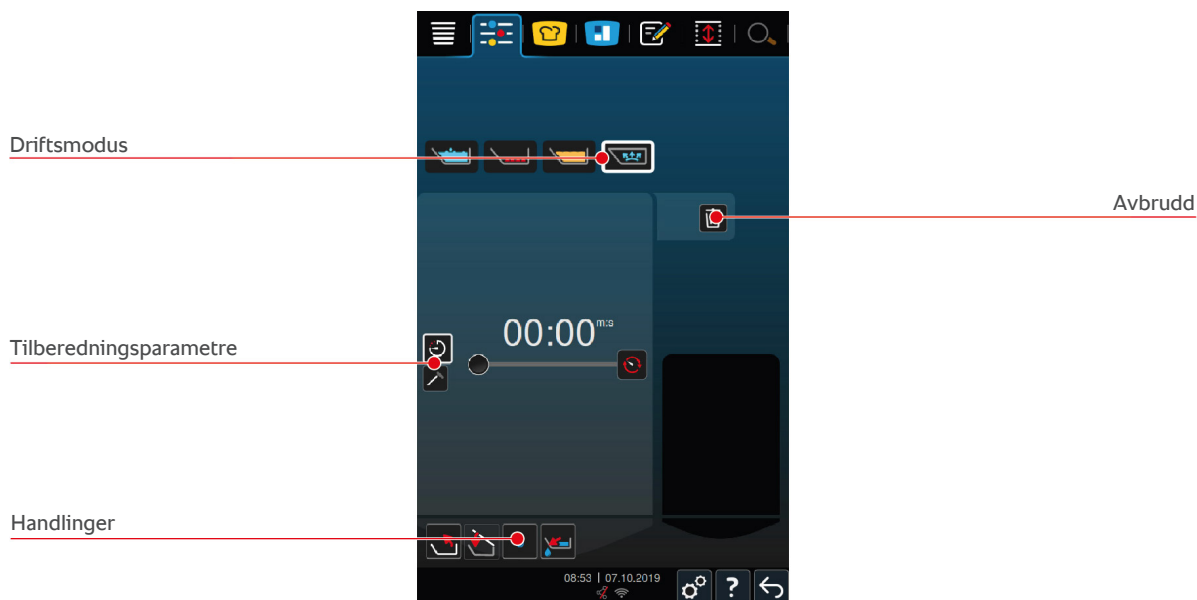 Driftsmodus
Avbrudd
00:00 m:s
Tilberedningsparametre
Handlinger
08:53 | 07.10.2019
?